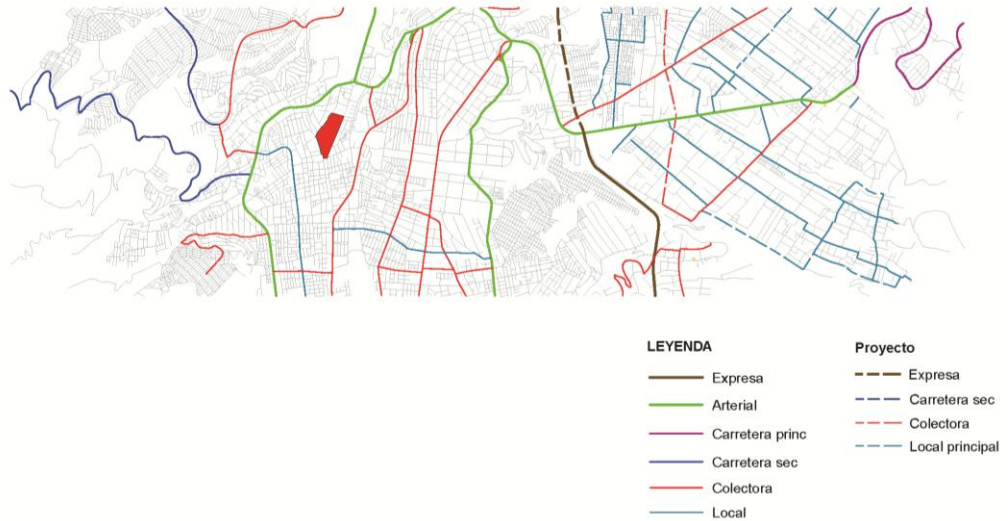 LEYENDA
Expresa
Arterial
Carretera princ
Carretera sec
Colectora
Local
Proyecto
Expresa
Carretera sec
Colectora
Local principal